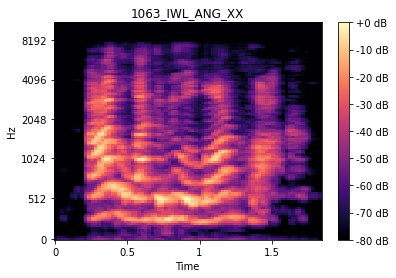 1063_IWL_ANG_XX
+0 dB
8192
-10 dB
4096
-20 dB
-30 dB
2048
Hz
-40 dB
1024
-50 dB
512
-60 dB
-70 dB
0
-80 dB
0
0.5
1
1.5
Time